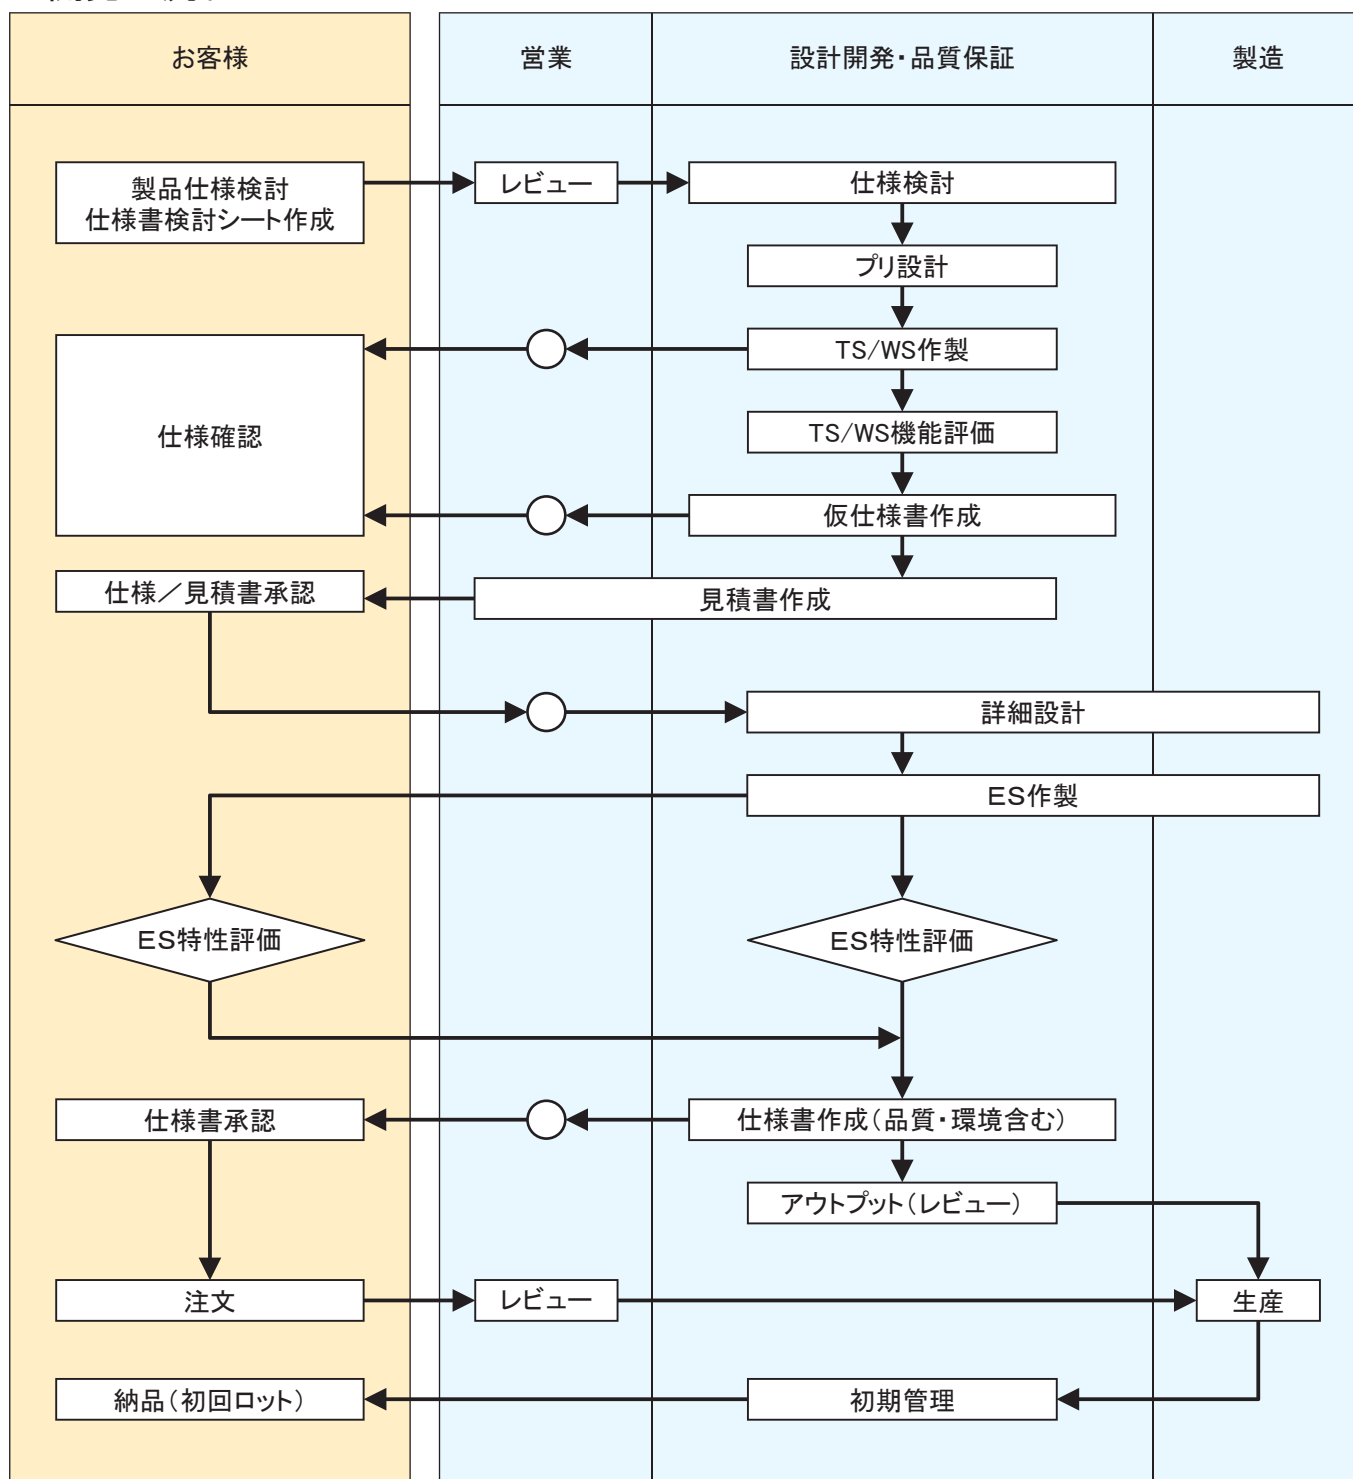 お客様
営業
設計開発・品質保証
製造
製品仕様検討
仕様書検討シート作成
レビュー
仕様検討
プリ設計
TS/WS作製
仕様確認
TS/WS機能評価
仮仕様書作成
仕様／見積書承認
見積書作成
詳細設計
ES作製
ES特性評価
ES特性評価
仕様書承認
仕様書作成（品質・環境含む）
アウトプット（レビュー）
注文
レビュー
生産
納品（初回ロット）
初期管理